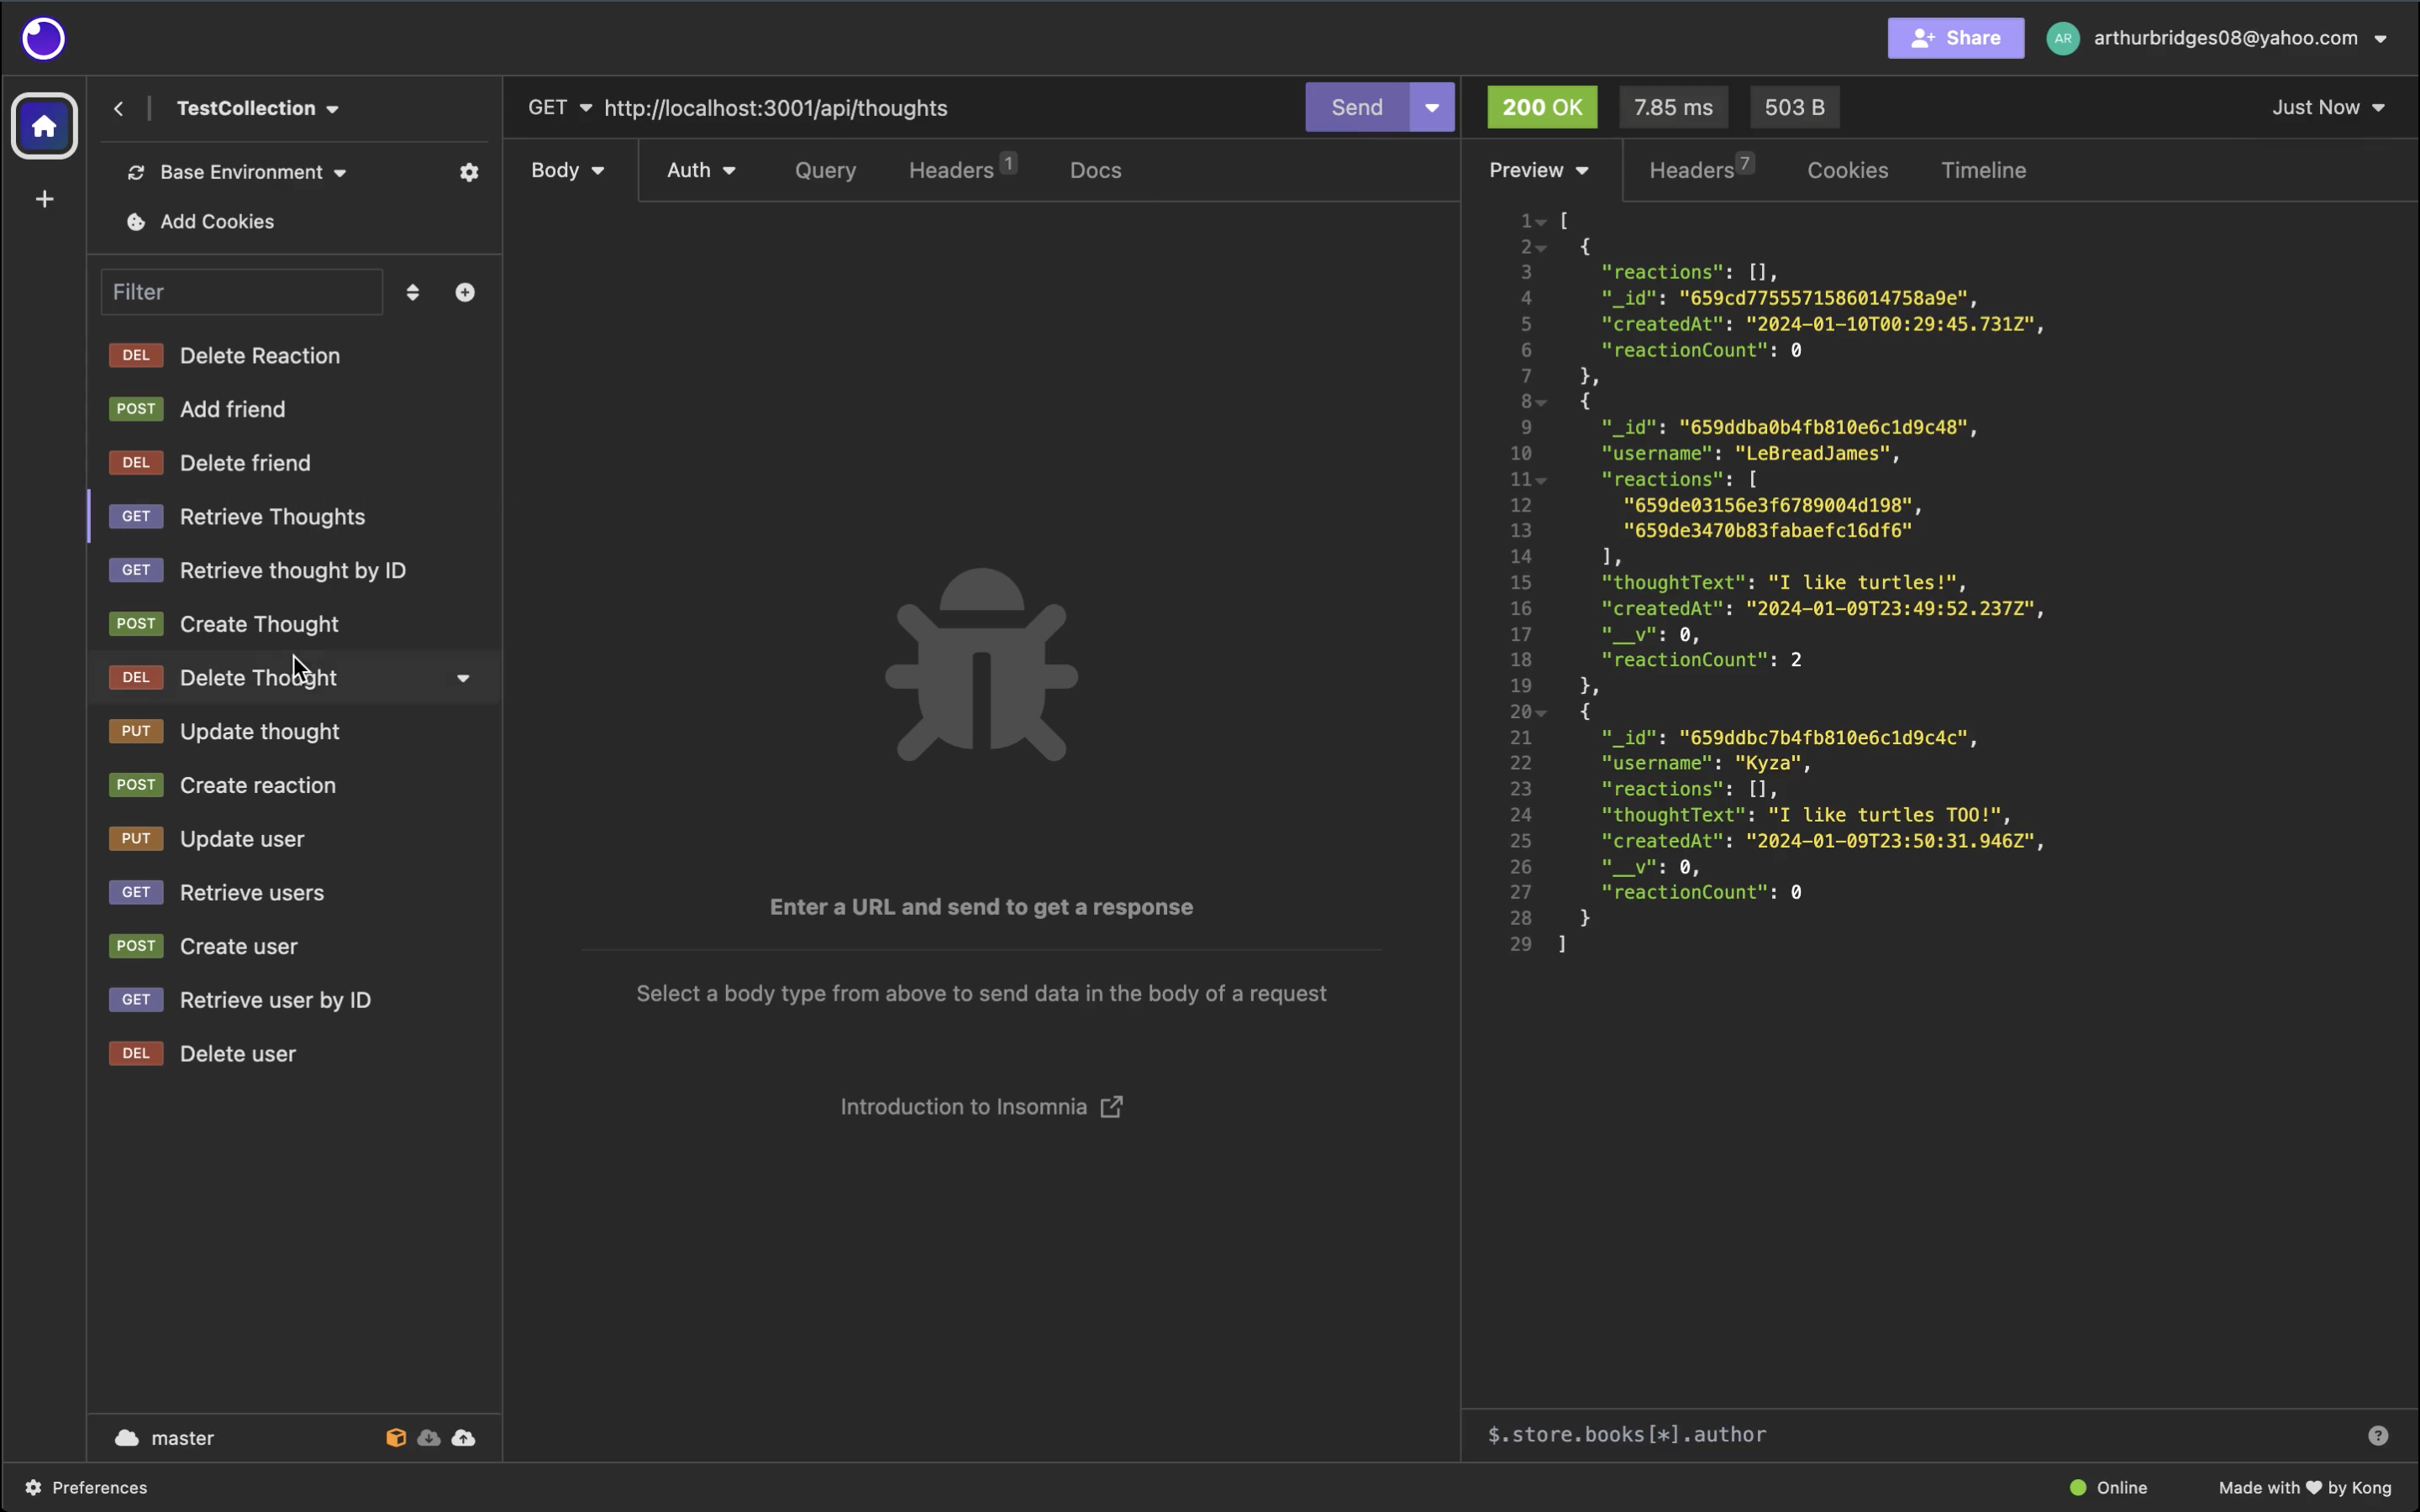 Share
AR
arthurbridges08@yahoo.com
TestCollection
Base Environment
Add Cookies
Filter
DEL Delete Reaction
POST Add friend
DEL Delete friend
GET Retrieve Thoughts
GET Retrieve thought by ID
POST Create Thought
DEL Delete Thought
PUT Update thought
POST Create reaction
PUT Update user
GET Retrieve users
POST Create user
GET Retrieve user by ID
DEL Delete user
master
GET http://localhost:3001/api/thoughts Send
Body Auth Query Headers 1 Docs
Enter a URL and send to get a response
Select a body type from above to send data in the body of a request
Introduction to Insomnia
200 OK 7.85 ms 503 B Just Now
Preview Headers 7 Cookies Timeline
1 [
2 {
3 "reactions": [],
4 "_id": "659cd7755571586014758a9e",
5 "createdAt": "2024-01-10T00:29:45.731Z",
6 "reactionCount": 0
7 },
8 {
9 "_id": "659ddba0b4fb810e6c1d9c48",
10 "username": "LeBreadJames",
11 "reactions": [
12 "659de03156e3f6789004d198",
13 "659de3470b83fabaefc16df6"
14 ],
15 "thoughtText": "I like turtles!",
16 "createdAt": "2024-01-09T23:49:52.237Z",
17 "__v": 0,
18 "reactionCount": 2
19 },
20 {
21 "_id": "659ddbc7b4fb810e6c1d9c4c",
22 "username": "Kyza",
23 "reactions": [],
24 "thoughtText": "I like turtles TOO!",
25 "createdAt": "2024-01-09T23:50:31.946Z",
26 "__v": 0,
27 "reactionCount": 0
28 }
29 ]
$.store.books[*].author
?
Preferences
Online
Made with ♥ by Kong